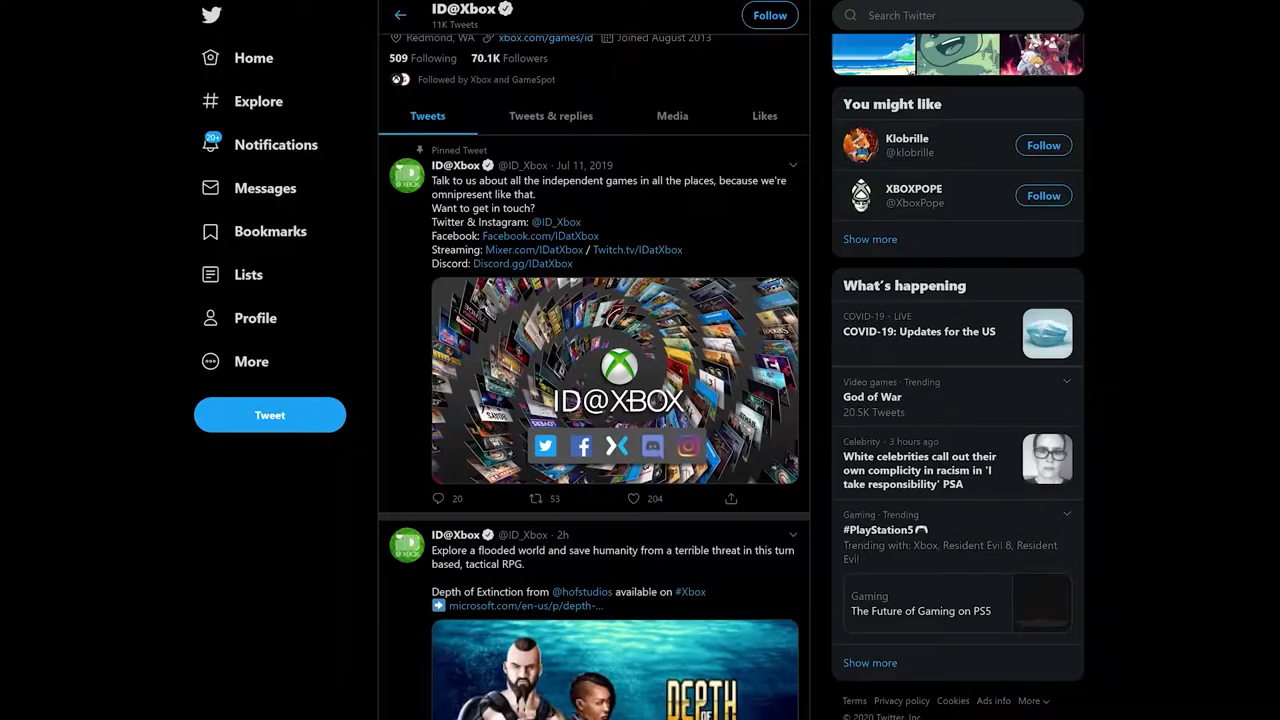 Home
Explore
20+
Notifications
Messages
Bookmarks
Lists
Profile
More
Tweet
ID@Xbox
11K Tweets
Follow
Redmond, WA xbox.com/games/id Joined August 2013
509 Following 70.1K Followers
Followed by Xbox and GameSpot
Tweets Tweets & replies Media Likes
Pinned Tweet
ID@Xbox @ID_Xbox · Jul 11, 2019
Talk to us about all the independent games in all the places, because we're
omnipresent like that.
Want to get in touch?
Twitter & Instagram: @ID_Xbox
Facebook: Facebook.com/IDatXbox
Streaming: Mixer.com/IDatXbox / Twitch.tv/IDatXbox
Discord: Discord.gg/IDatXbox
ID@XBOX
20 53 204
ID@Xbox @ID_Xbox · 2h
Explore a flooded world and save humanity from a terrible threat in this turn
based, tactical RPG.
Depth of Extinction from @hofstudios available on #Xbox
microsoft.com/en-us/p/depth-...
DEPTH
OF
Search Twitter
You might like
Klobrille
@klobrille
Follow
XBOXPOPE
@XboxPope
Follow
Show more
What's happening
COVID-19 · LIVE
COVID-19: Updates for the US
Video games · Trending
God of War
20.5K Tweets
Celebrity · 3 hours ago
White celebrities call out their
own complicity in racism in 'I
take responsibility' PSA
Gaming · Trending
#PlayStation5
Trending with: Xbox, Resident Evil 8, Resident
Evil
Gaming
The Future of Gaming on PS5
Show more
Terms Privacy policy Cookies Ads info More
© 2020 Twitter, Inc.